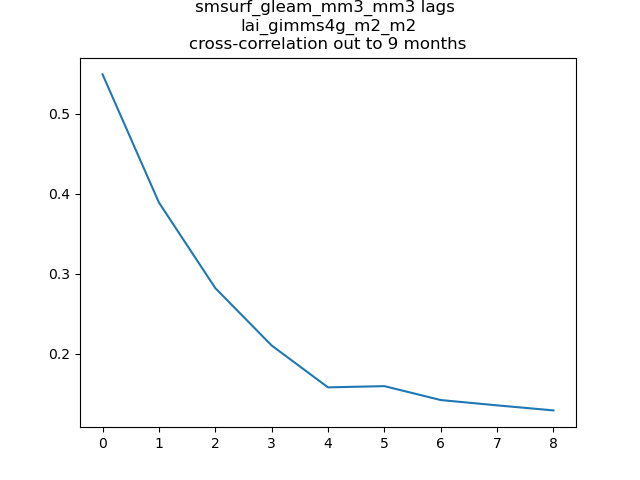 smsurf_gleam_mm3_mm3 lags
lai_gimms4g_m2_m2
cross-correlation out to 9 months
0.5
0.4
0.3
0.2
0 1 2 3 4 5 6 7 8